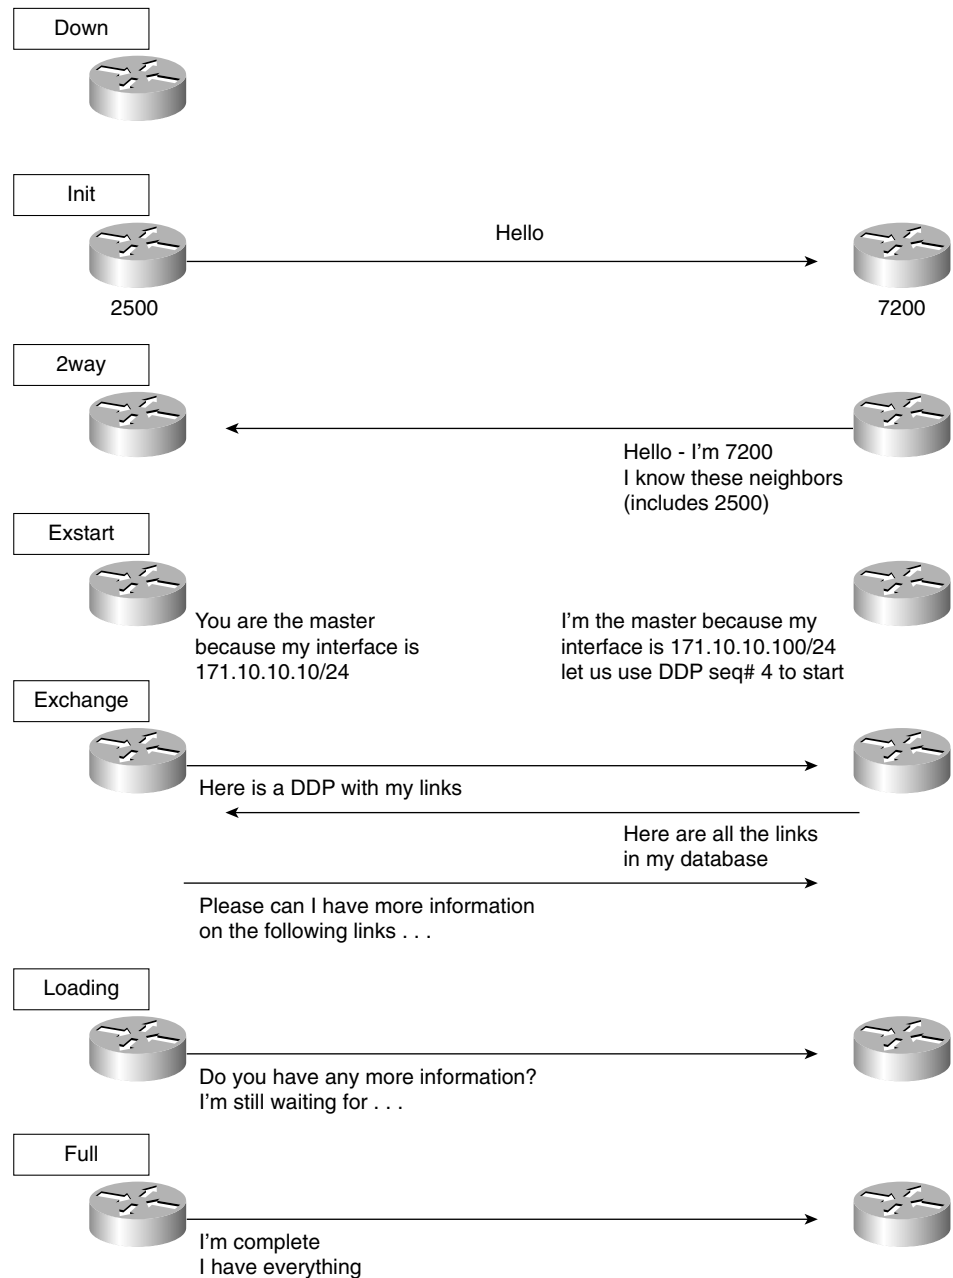 Down
Init
Hello
2500
7200
2way
Hello - I'm 7200
I know these neighbors
(includes 2500)
Exstart
You are the master
because my interface is
171.10.10.10/24
I'm the master because my
interface is 171.10.10.100/24
let us use DDP seq# 4 to start
Exchange
Here is a DDP with my links
Here are all the links
in my database
Please can I have more information
on the following links . . .
Loading
Do you have any more information?
I'm still waiting for . . .
Full
I'm complete
I have everything